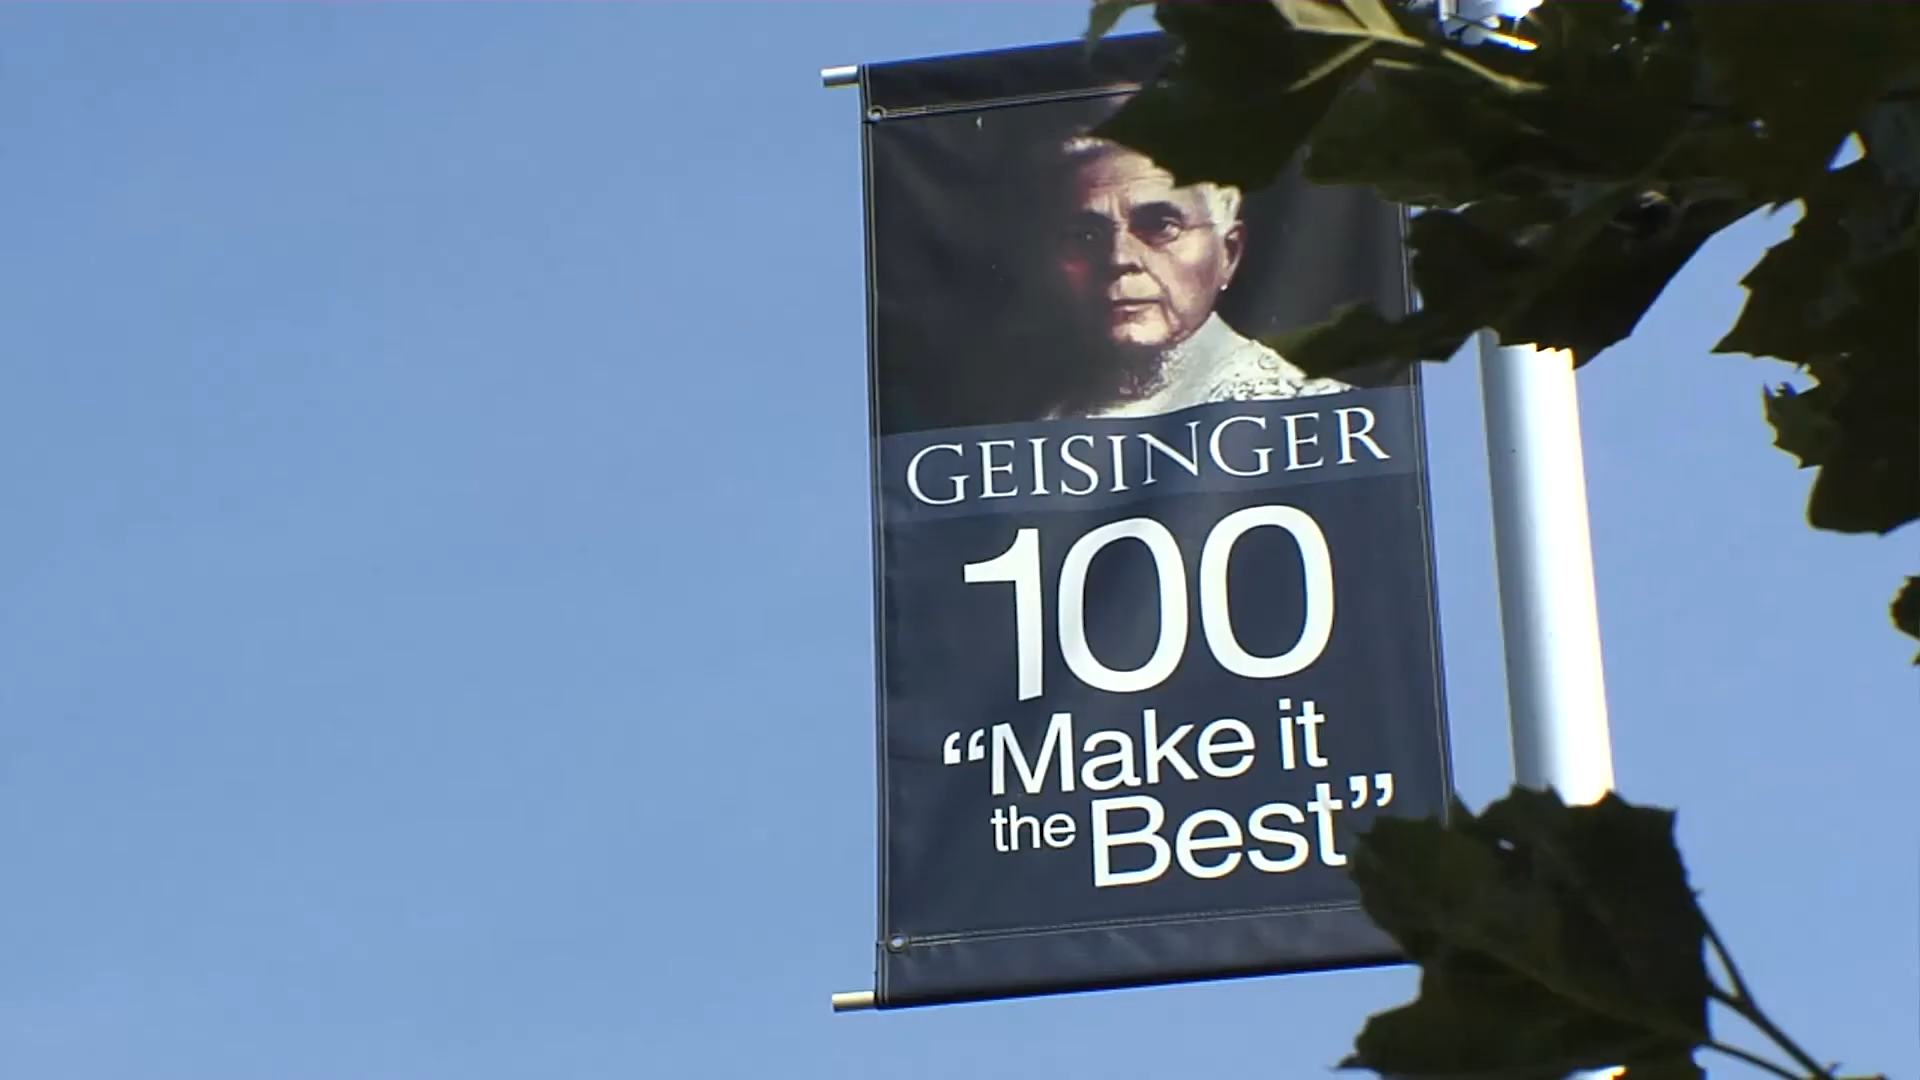 GEISINGER
100
“Make it
the Best”